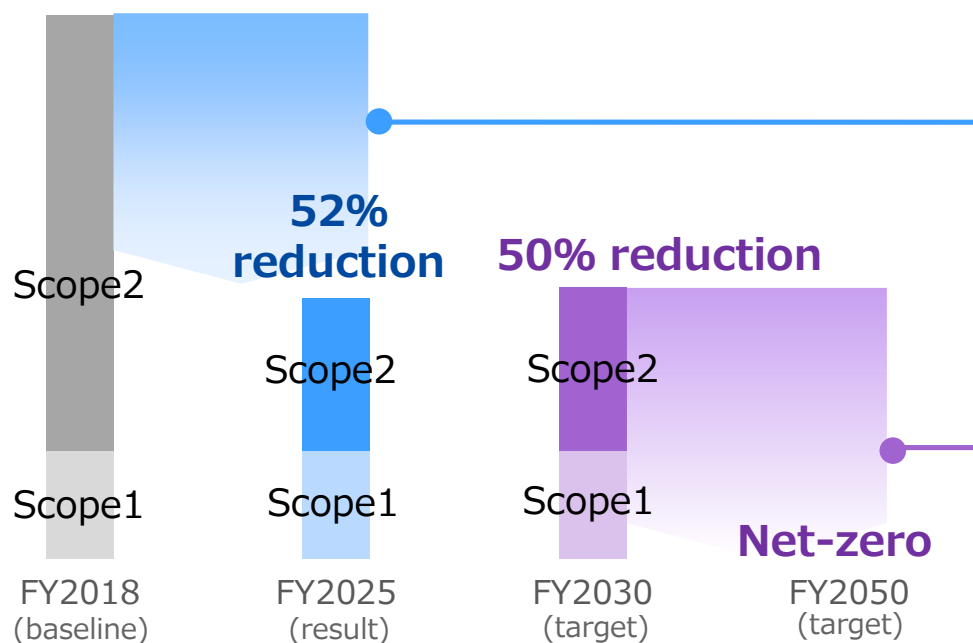 52%
reduction
50% reduction
Scope2
Scope2
Scope2
Scope1
Scope1
Scope1
Net-zero
FY2018
(baseline)
FY2025
(result)
FY2030
(target)
FY2050
(target)